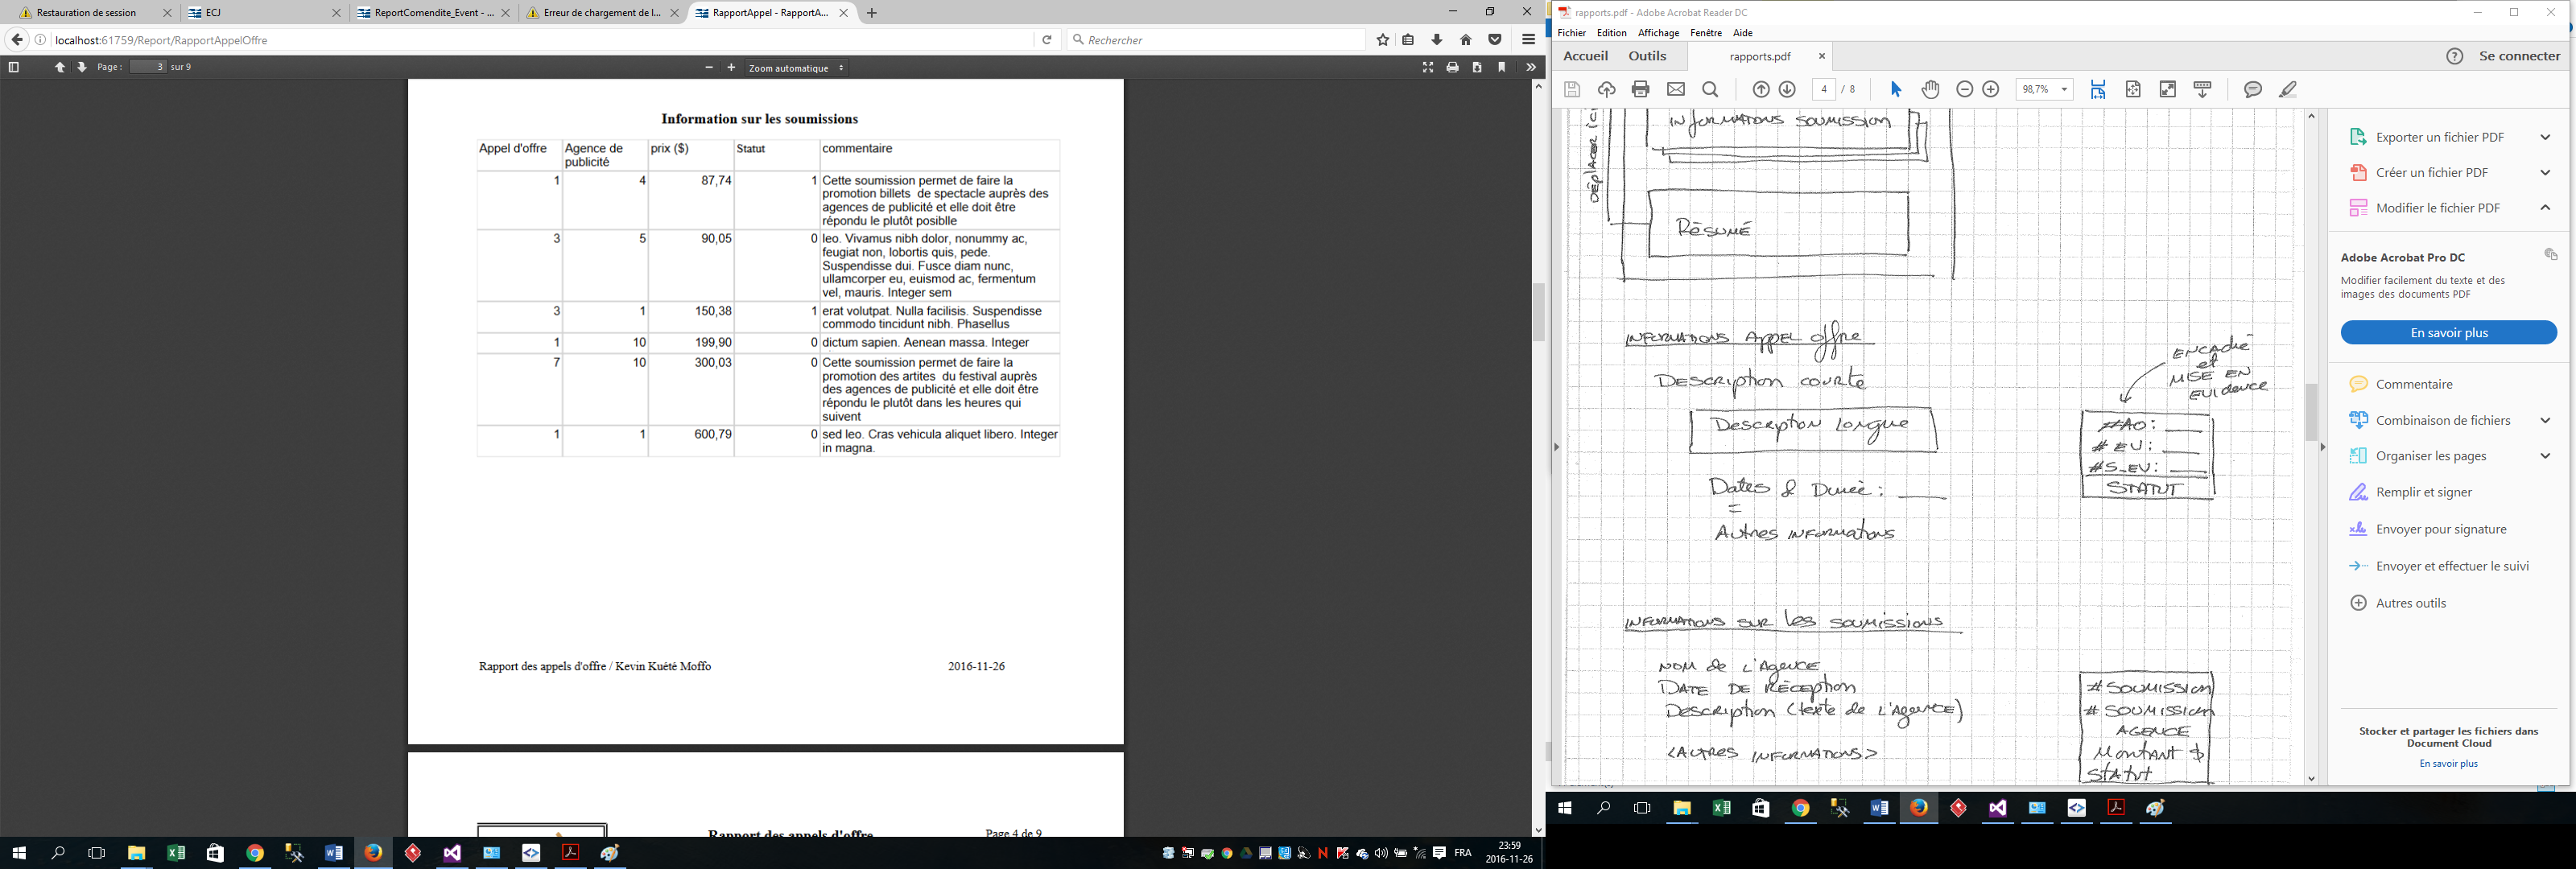 Restauration de session
ECJ
ReportComendite_Event - ...
Erreur de chargement de l...
RapportAppel - RapportA...
localhost:61759/Report/RapportAppelOffre
Rechercher
Page : 3 sur 9
Zoom automatique
Information sur les soumissions
Appel d'offre Agence de publicité prix ($) Statut commentaire
1 4 87,74 1 Cette soumission permet de faire la
promotion billets de spectacle auprès des
agences de publicité et elle doit être
répondu le plutôt posiblle
3 5 90,05 0 leo. Vivamus nibh dolor, nonummy ac,
feugiat non, lobortis quis, pede.
Suspendisse dui. Fusce diam nunc,
ullamcorper eu, euismod ac, fermentum
vel, mauris. Integer sem
3 1 150,38 1 erat volutpat. Nulla facilisis. Suspendisse
commodo tincidunt nibh. Phasellus
1 10 199,90 0 dictum sapien. Aenean massa. Integer
7 10 300,03 0 Cette soumission permet de faire la
promotion des artites du festival auprès
des agences de publicité et elle doit être
répondu le plutôt dans les heures qui
suivent
1 1 600,79 0 sed leo. Cras vehicula aliquet libero. Integer
in magna.
Rapport des appels d'offre / Kevin Kuété Moffo 2016-11-26
Rapport des appels d'offre Page 4 de 9
FRA
23:59
2016-11-26
rapports.pdf - Adobe Acrobat Reader DC
Fichier Edition Affichage Fenêtre Aide
Accueil Outils rapports.pdf Se connecter
4 / 8 98,7%
INFORMATIONS SOUMISSION
DÉPLACER ICI
RÉSUMÉ
INFORMATIONS APPEL offre
DESCRIPTION COURTE
Description Longue
Dates & Durée :
AUTRES INFORMATIONS
ENCADRÉ
et
MISE EN
EVIdence
#AO:
# EV:
#S_EV:
STATUT
INFORMATIONS SUR les SOUMISSIONS
NOM de L'Agence
DATE DE RÉCEPTION
Description (texte de L'Agence)
<AUTRES INFORMATIONS>
# SOUMISSION
# SOUMISSION
AGENCE
Montant $
STATUT
Exporter un fichier PDF
Créer un fichier PDF
Modifier le fichier PDF
Adobe Acrobat Pro DC
Modifier facilement du texte et des
images des documents PDF
En savoir plus
Commentaire
Combinaison de fichiers
Organiser les pages
Remplir et signer
Envoyer pour signature
Envoyer et effectuer le suivi
Autres outils
Stocker et partager les fichiers dans
Document Cloud
En savoir plus